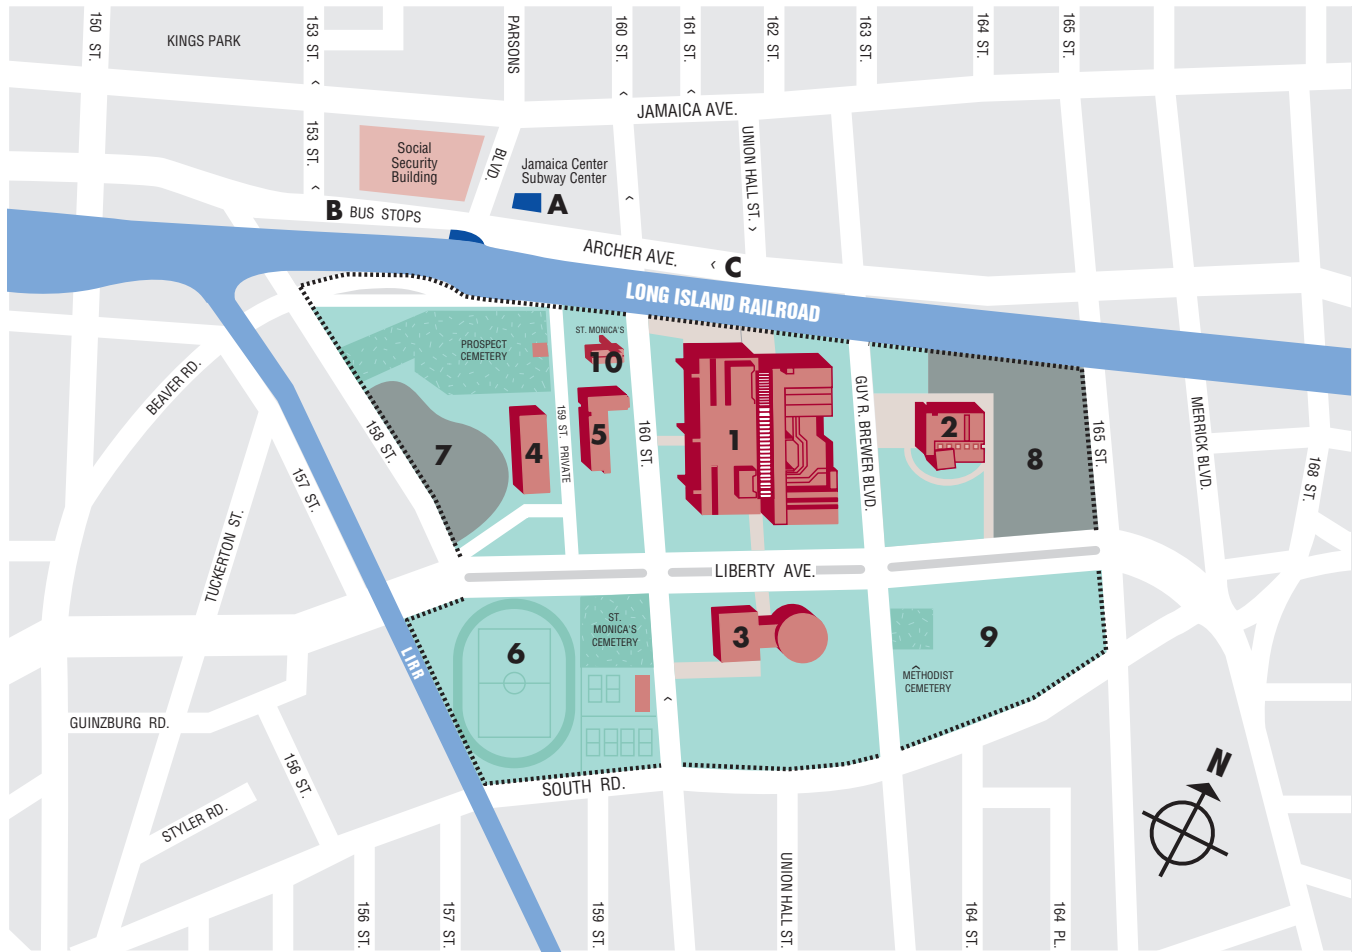 150 ST.
KINGS PARK
153 ST.
PARSONS
160 ST.
161 ST.
162 ST.
163 ST.
164 ST.
165 ST.
JAMAICA AVE.
153 ST.
Social
Security
Building
BLVD.
Jamaica Center
Subway Center
A
UNION HALL ST.
B
BUS STOPS
ARCHER AVE.
C
LONG ISLAND RAILROAD
PROSPECT
CEMETERY
ST. MONICA'S
10
BEAVER RD.
158 ST.
7
4
159 ST. PRIVATE
5
160 ST.
1
GUY R. BREWER BLVD.
2
8
165 ST.
MERRICK BLVD.
168 ST.
157 ST.
TUCKERTON ST.
LIBERTY AVE.
LIRR
6
ST.
MONICA'S
CEMETERY
3
9
METHODIST
CEMETERY
GUINZBURG RD.
156 ST.
STYLER RD.
SOUTH RD.
N
156 ST.
157 ST.
159 ST.
UNION HALL ST.
164 ST.
164 PL.